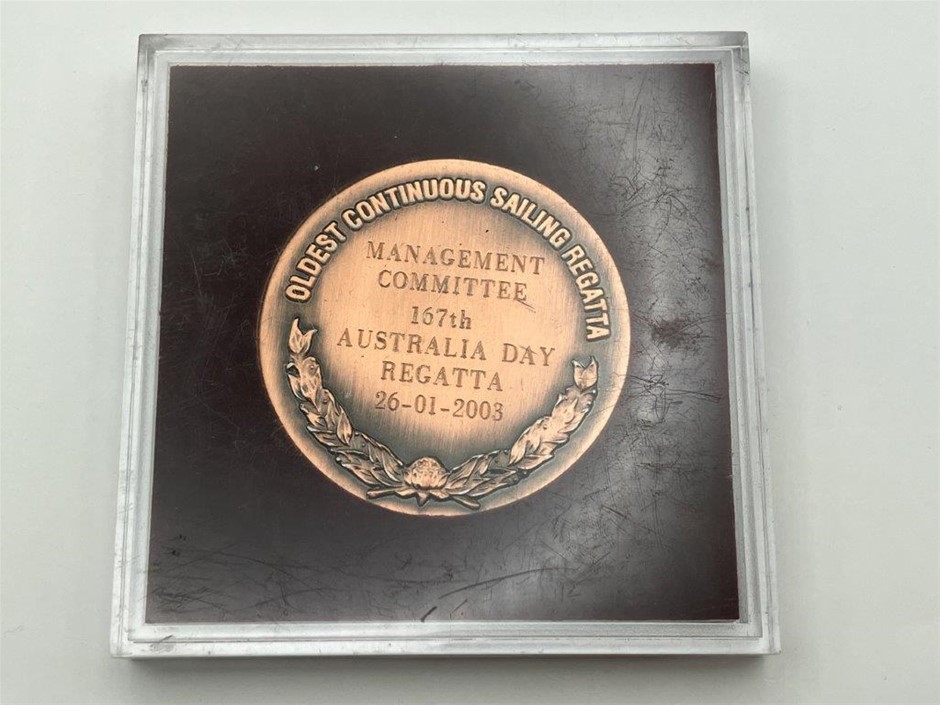 OLDEST CONTINUOUS SAILING REGATTA
MANAGEMENT
COMMITTEE
167th
AUSTRALIA DAY
REGATTA
26-01-2003